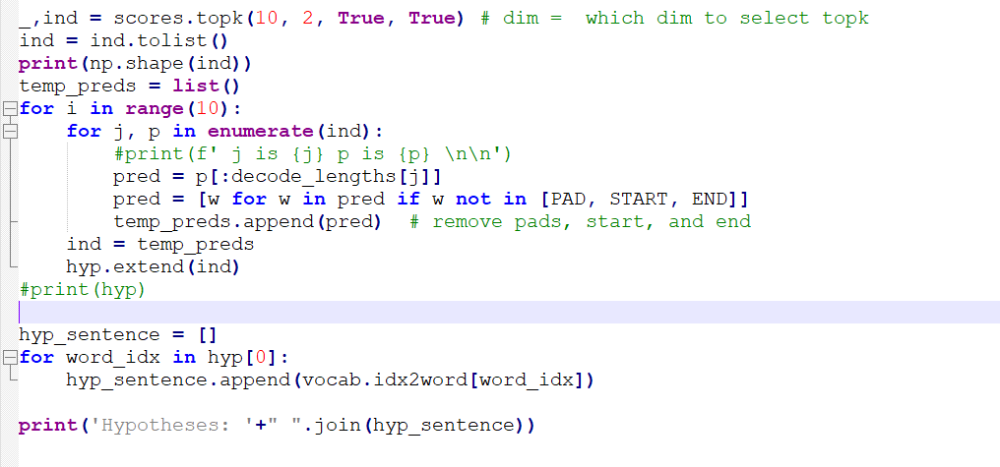 _,ind = scores.topk(10, 2, True, True) # dim =  which dim to select topk
ind = ind.tolist()
print(np.shape(ind))
temp_preds = list()
for i in range(10):
    for j, p in enumerate(ind):
        #print(f' j is {j} p is {p} \n\n')
        pred = p[:decode_lengths[j]]
        pred = [w for w in pred if w not in [PAD, START, END]]
        temp_preds.append(pred)  # remove pads, start, and end
    ind = temp_preds
    hyp.extend(ind)
#print(hyp)
hyp_sentence = []
for word_idx in hyp[0]:
    hyp_sentence.append(vocab.idx2word[word_idx])
print('Hypotheses: '+" ".join(hyp_sentence))